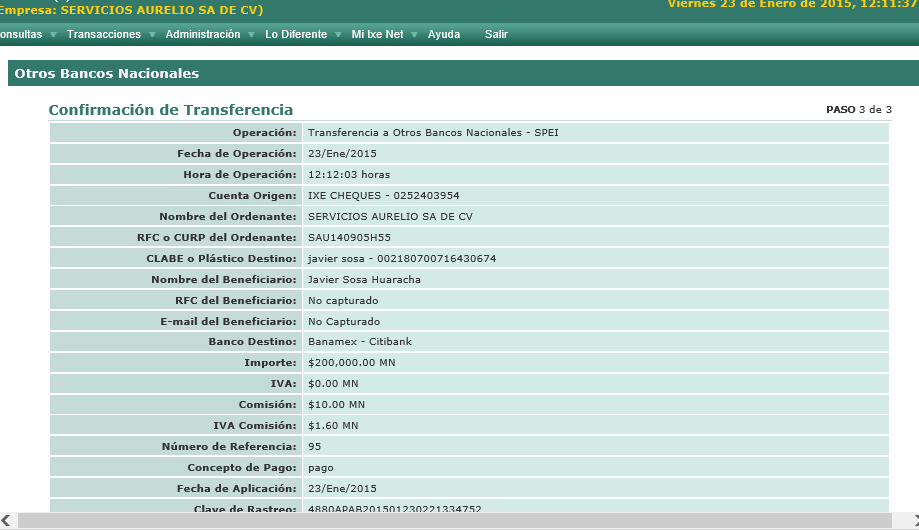 Empresa: SERVICIOS AURELIO SA DE CV)
Viernes 23 de Enero de 2015, 12:11:37
onsultas Transacciones Administración Lo Diferente Mi Ixe Net Ayuda Salir
Otros Bancos Nacionales
Confirmación de Transferencia PASO 3 de 3
Operación: Transferencia a Otros Bancos Nacionales - SPEI
Fecha de Operación: 23/Ene/2015
Hora de Operación: 12:12:03 horas
Cuenta Origen: IXE CHEQUES - 0252403954
Nombre del Ordenante: SERVICIOS AURELIO SA DE CV
RFC o CURP del Ordenante: SAU140905H55
CLABE o Plástico Destino: javier sosa - 002180700716430674
Nombre del Beneficiario: Javier Sosa Huaracha
RFC del Beneficiario: No capturado
E-mail del Beneficiario: No Capturado
Banco Destino: Banamex - Citibank
Importe: $200,000.00 MN
IVA: $0.00 MN
Comisión: $10.00 MN
IVA Comisión: $1.60 MN
Número de Referencia: 95
Concepto de Pago: pago
Fecha de Aplicación: 23/Ene/2015
Clave de Rastreo: 4880APAB201501230221334752